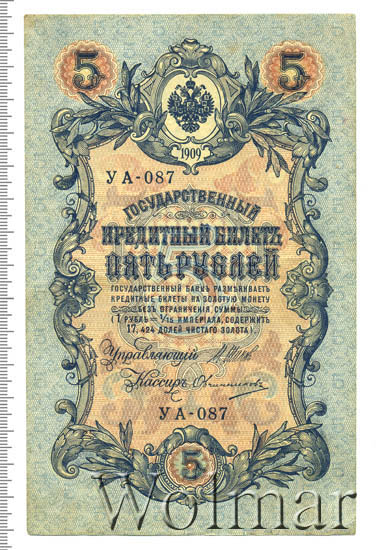 5 5
1909
УА-087
ГОСУДАРСТВЕННЫЙ
КРЕДИТНЫЙ БИЛЕТЪ
ПЯТЬ РУБЛЕЙ
ГОСУДАРСТВЕННЫЙ БАНКЪ РАЗМѢНИВАЕТЪ
КРЕДИТНЫЕ БИЛЕТЫ НА ЗОЛОТУЮ МОНЕТУ
БЕЗЪ ОГРАНИЧЕНІЯ СУММЫ
(1 РУБЛЬ = 1/15 ИМПЕРІАЛА, СОДЕРЖИТЪ
17,424 ДОЛЕЙ ЧИСТАГО ЗОЛОТА)
Управляющій
Кассиръ Овчинниковъ
УА-087
5
Wolmar